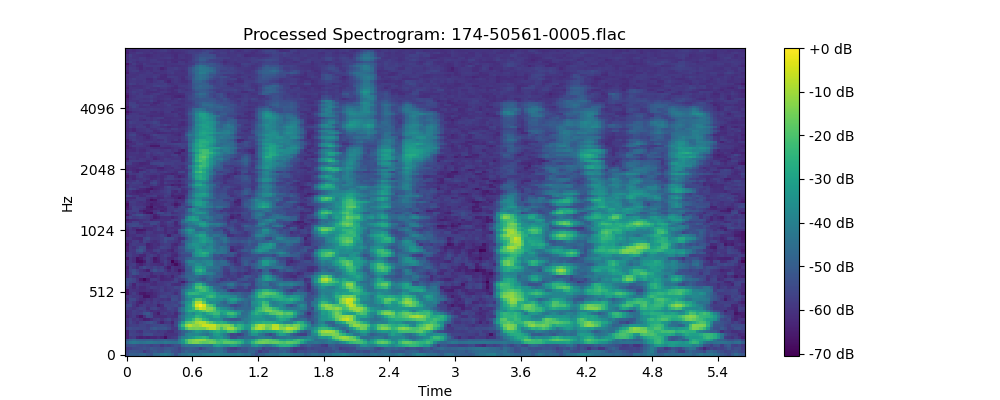 Processed Spectrogram: 174-50561-0005.flac
Hz
4096
2048
1024
512
0
0 0.6 1.2 1.8 2.4 3 3.6 4.2 4.8 5.4
Time
+0 dB
-10 dB
-20 dB
-30 dB
-40 dB
-50 dB
-60 dB
-70 dB